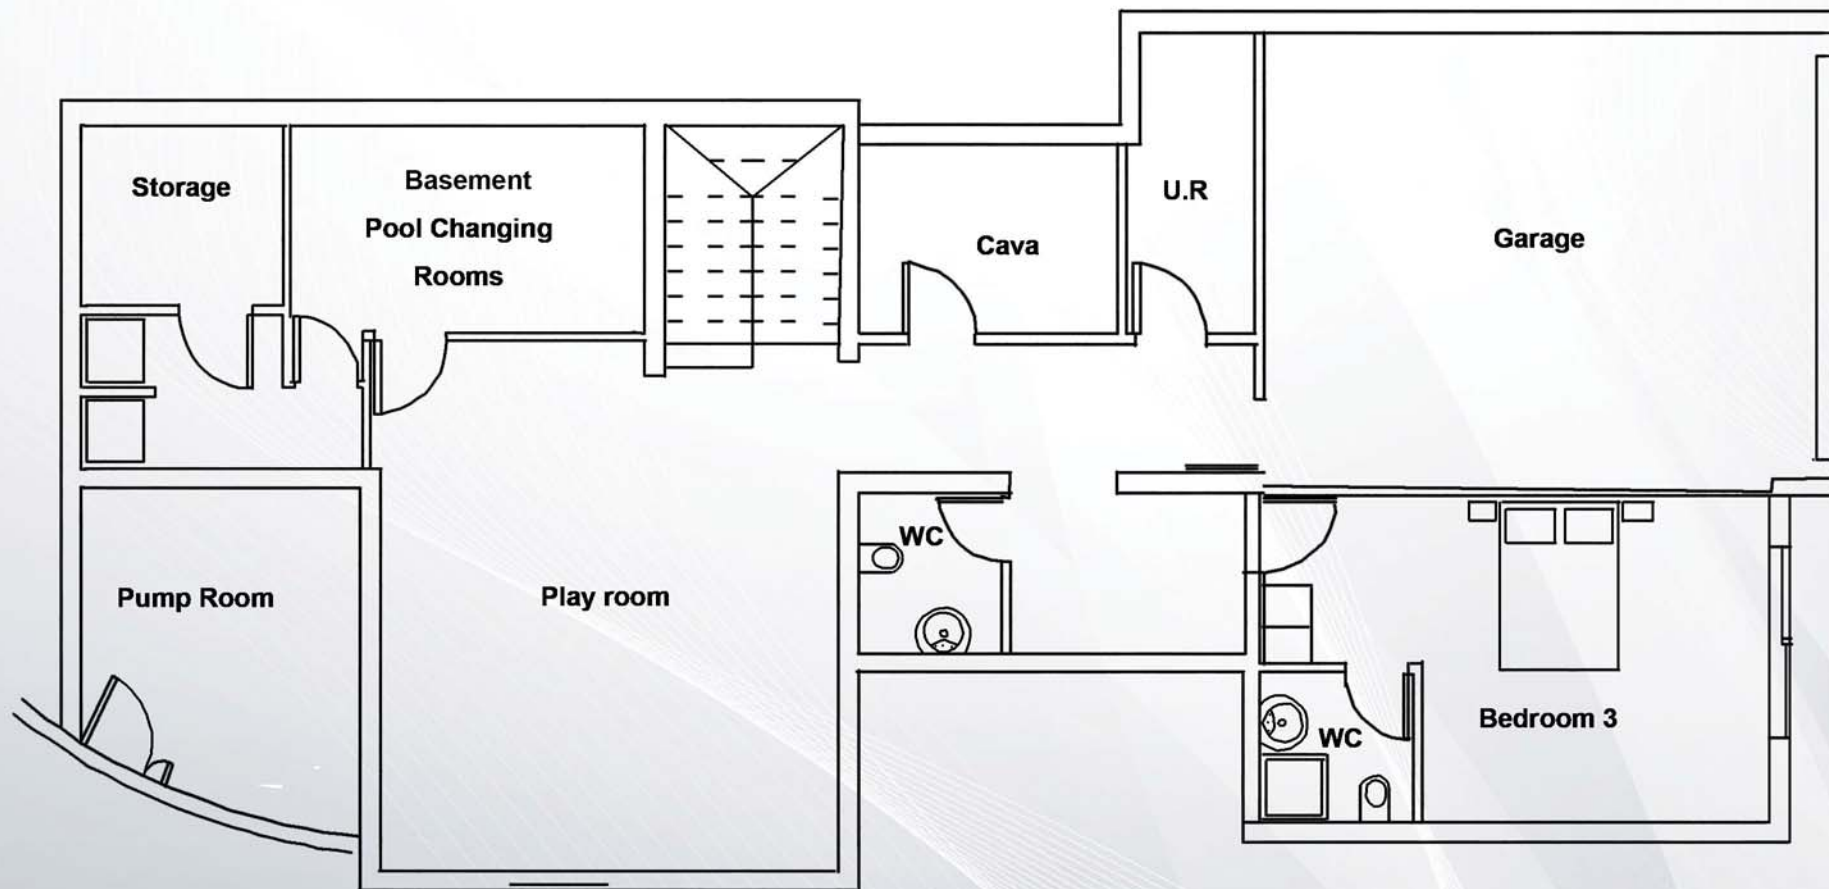 Storage
Basement
Pool Changing
Rooms
Cava
U.R
Garage
WC
Pump Room
Play room
WC
Bedroom 3